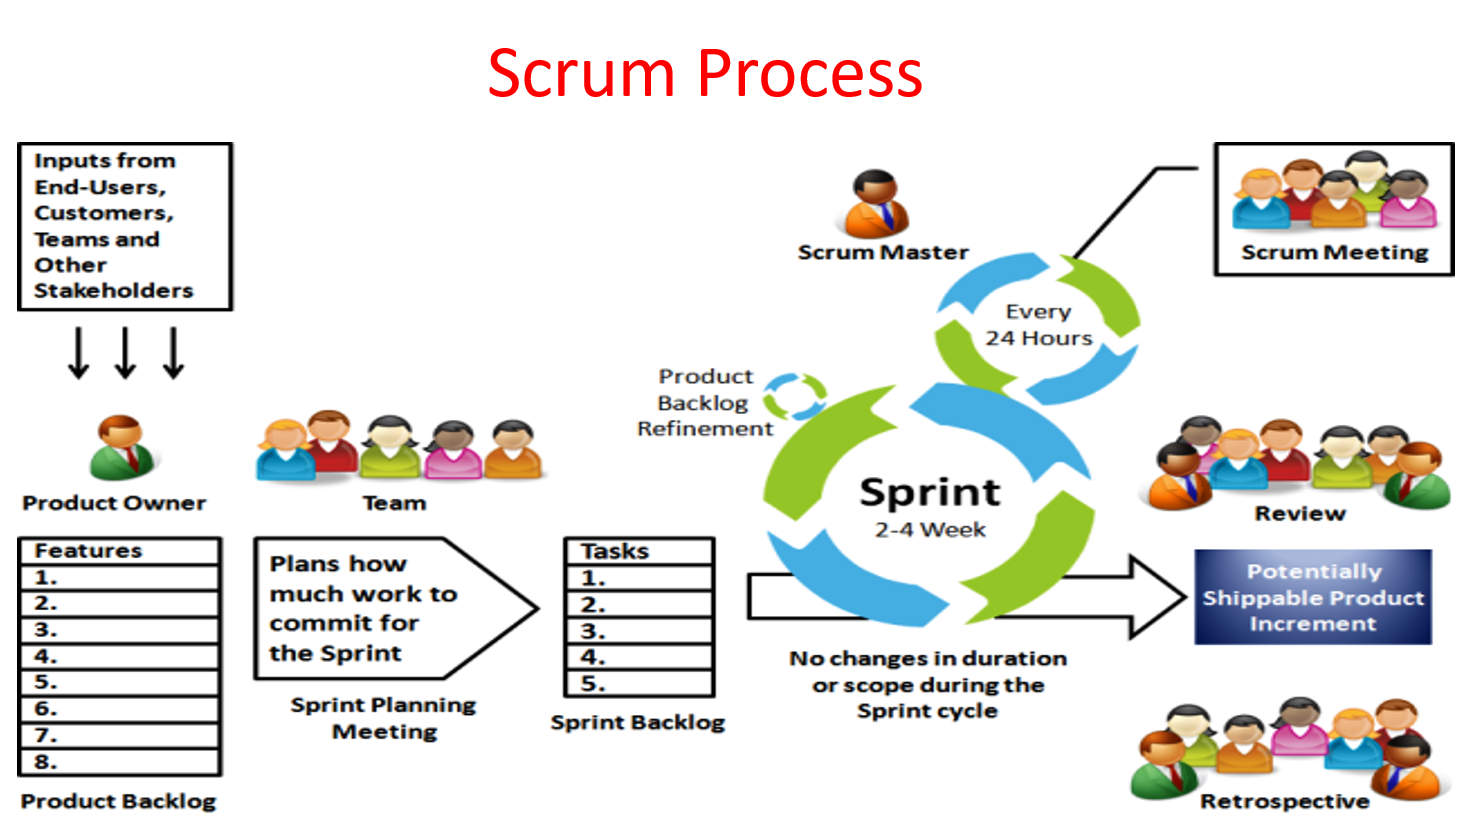 Scrum Process
Inputs from
End-Users,
Customers,
Teams and
Other
Stakeholders
Product Owner
Features
1.
2.
3.
4.
5.
6.
7.
8.
Product Backlog
Team
Plans how
much work to
commit for
the Sprint
Sprint Planning
Meeting
Tasks
1.
2.
3.
4.
5.
Sprint Backlog
Product
Backlog
Refinement
Scrum Master
Every
24 Hours
Sprint
2-4 Week
No changes in duration
or scope during the
Sprint cycle
Scrum Meeting
Review
Potentially
Shippable Product
Increment
Retrospective